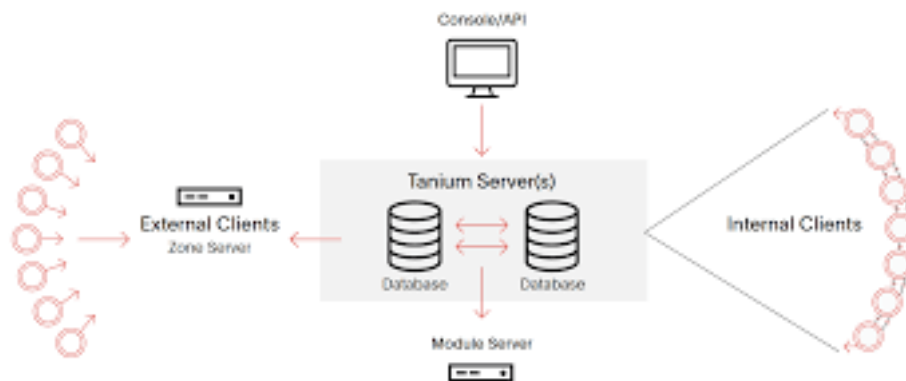 Console/API
Tanium Server(s)
External Clients
Zone Server
Internal Clients
Database
Database
Module Server